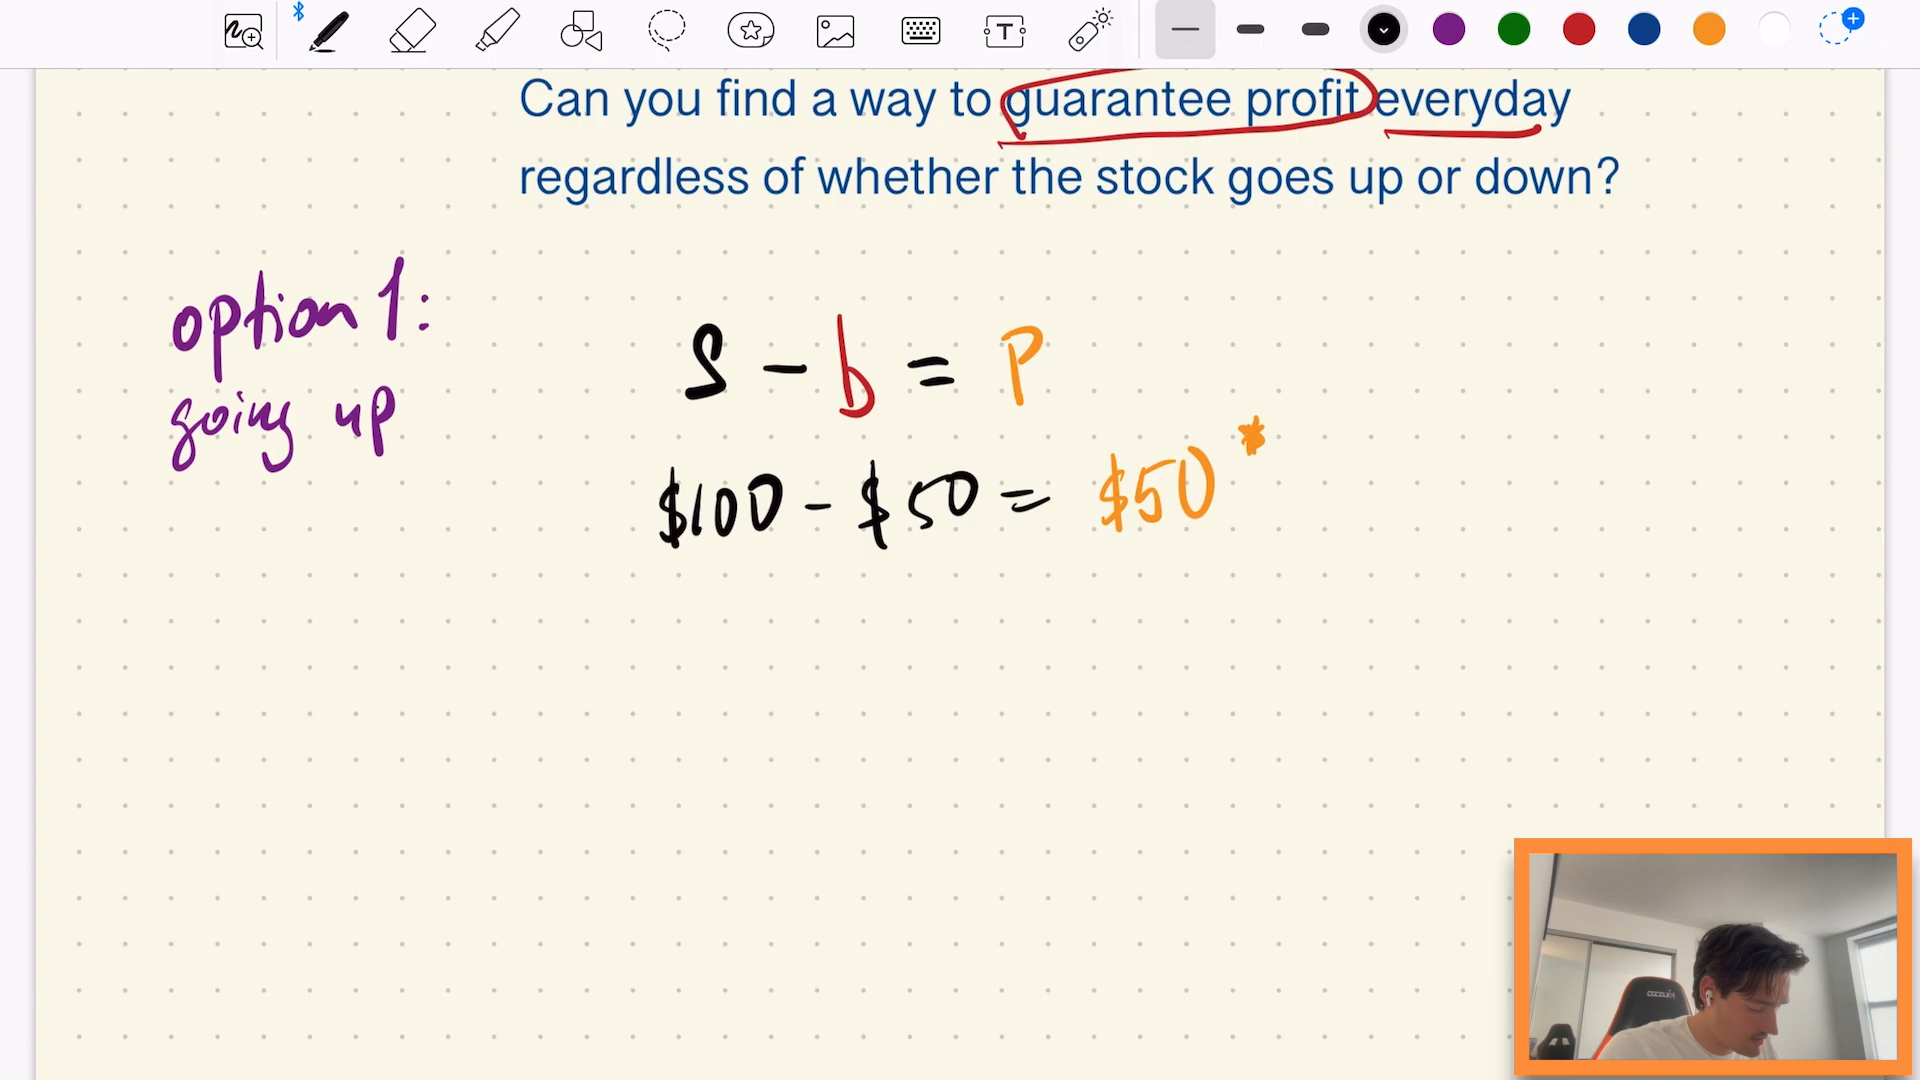 Can you find a way to guarantee profit everyday
regardless of whether the stock goes up or down?
option 1:
going up
S - b = P
$100 - $50 = $50*
T
OZZUIM